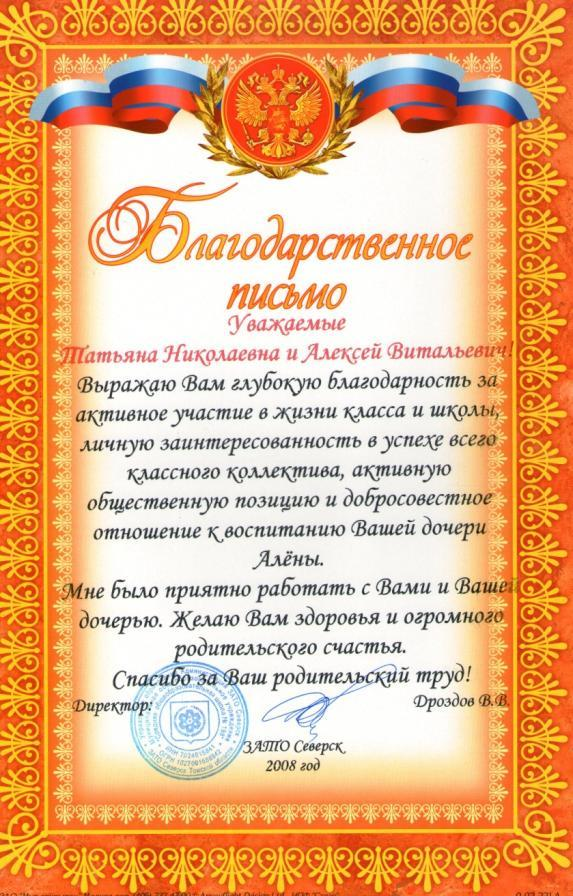 Благодарственное
письмо
Уважаемые
Татьяна Николаевна и Алексей Витальевич!
Выражаю Вам глубокую благодарность за
активное участие в жизни класса и школы,
личную заинтересованность в успехе всего
классного коллектива, активную
общественную позицию и добросовестное
отношение к воспитанию Вашей дочери
Алёны.
Мне было приятно работать с Вами и Вашей
дочерью. Желаю Вам здоровья и огромного
родительского счастья.
Спасибо за Ваш родительский труд!
Директор:
Дроздов В.В.
ЗАТО Северск
2008 год